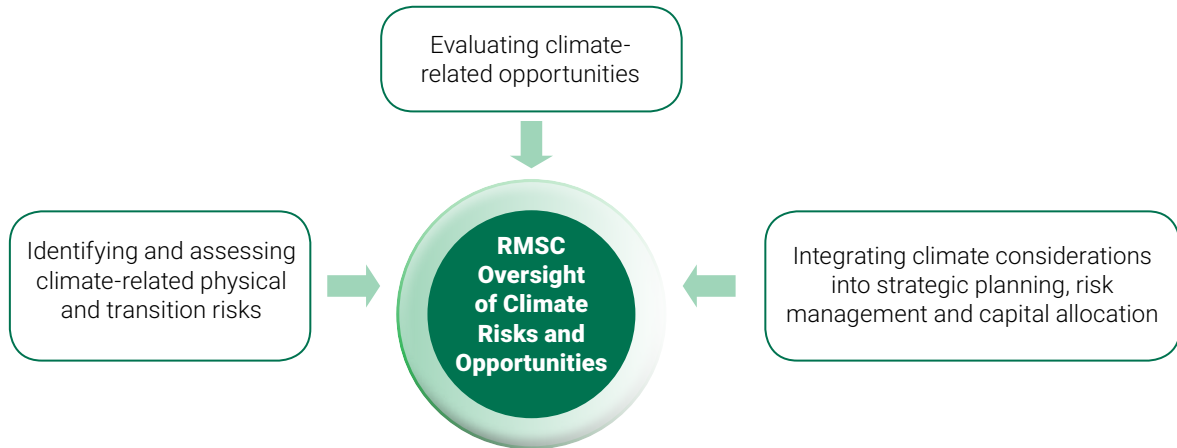 Evaluating climate-
related opportunities
Identifying and assessing
climate-related physical
and transition risks
RMSC
Oversight
of Climate
Risks and
Opportunities
Integrating climate considerations
into strategic planning, risk
management and capital allocation